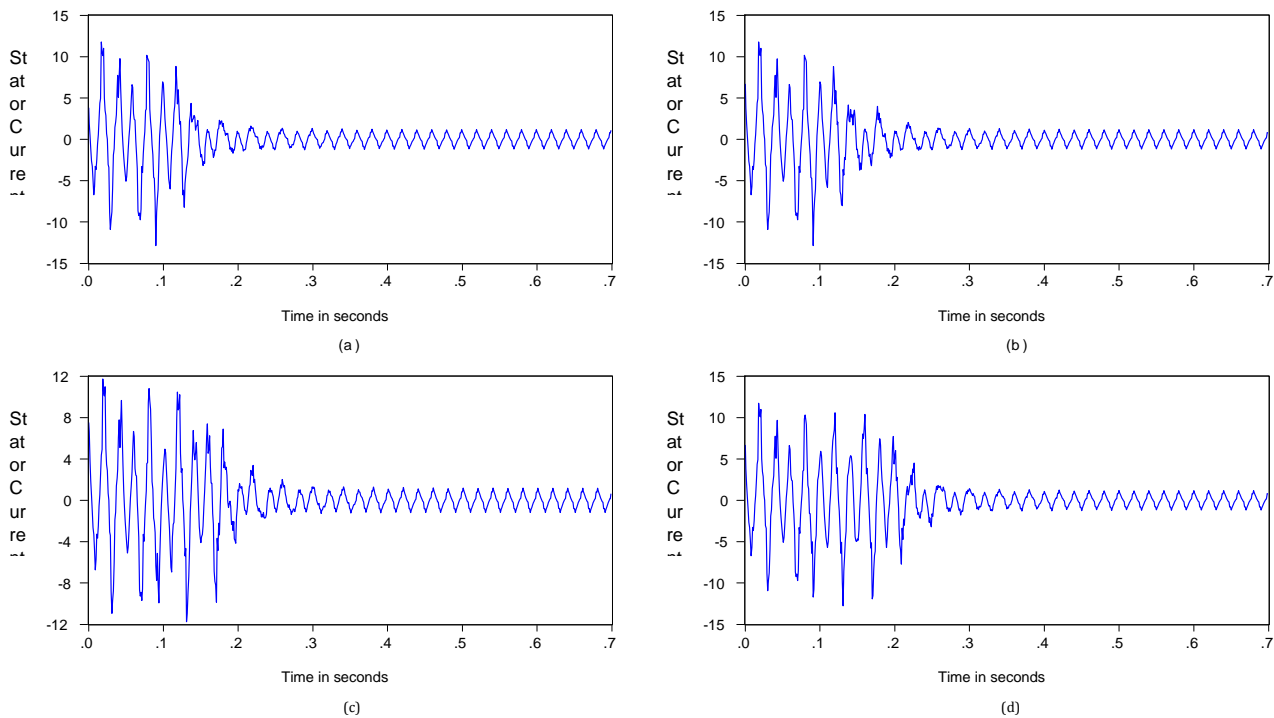 15
10
5
0
-5
-10
-15
St
at
or
C
ur
re
.0
.1
.2
.3
.4
.5
.6
.7
Time in seconds
(a )
15
10
5
0
-5
-10
-15
St
at
or
C
ur
re
.0
.1
.2
.3
.4
.5
.6
.7
Time in seconds
(b )
12
8
4
0
-4
-8
-12
St
at
or
C
ur
re
.0
.1
.2
.3
.4
.5
.6
.7
Time in seconds
(c)
15
10
5
0
-5
-10
-15
St
at
or
C
ur
re
.0
.1
.2
.3
.4
.5
.6
.7
Time in seconds
(d)